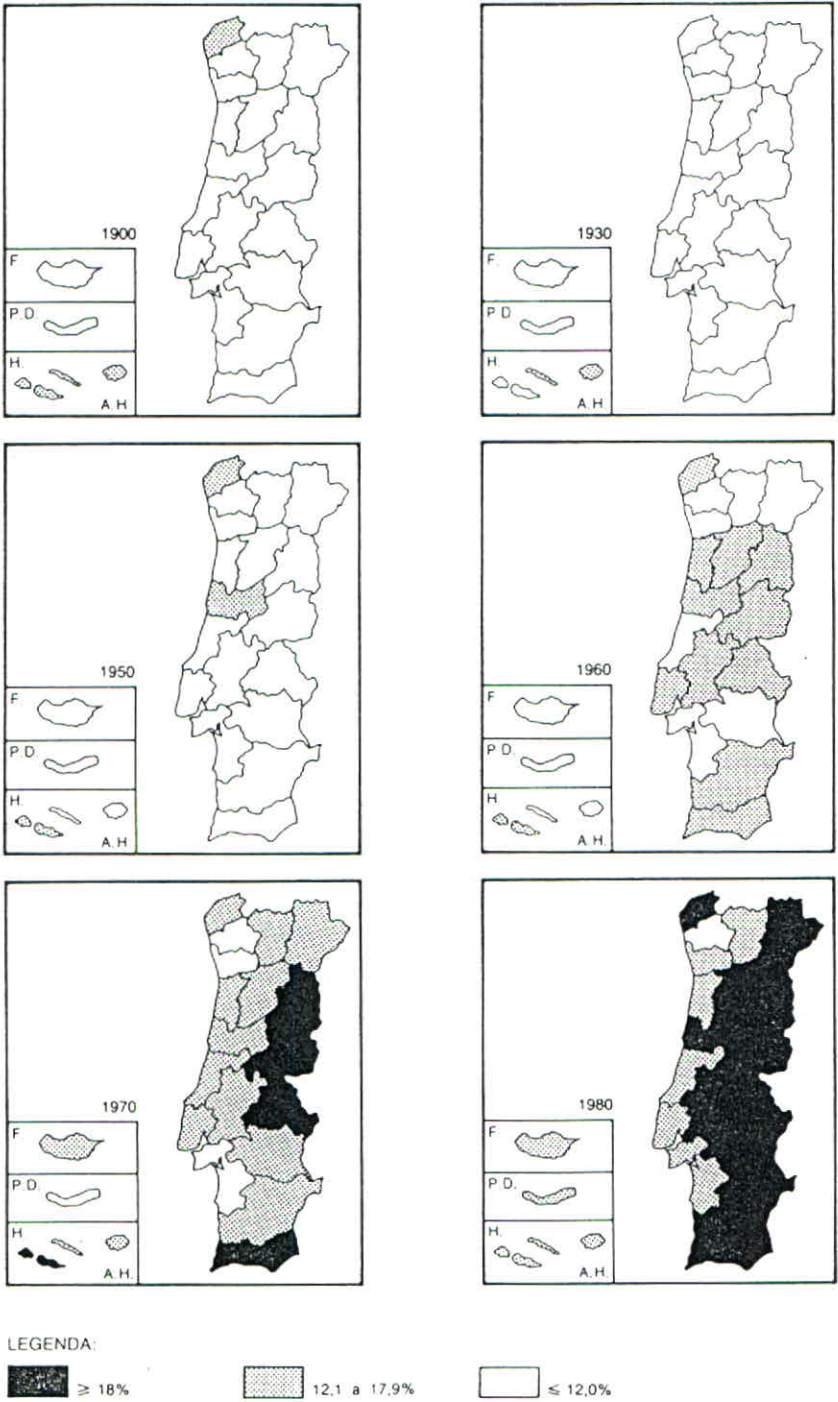 1900
F.
P. D.
H.
A. H.
1930
F.
P. D.
H.
A. H.
1950
F
P. D.
H.
A. H.
1960
F
P. D.
H.
A. H.
1970
F
P. D.
H
A. H.
1980
F
P. D.
H.
A. H.
LEGENDA:
≥ 18%
12,1 a 17,9%
≤ 12,0%